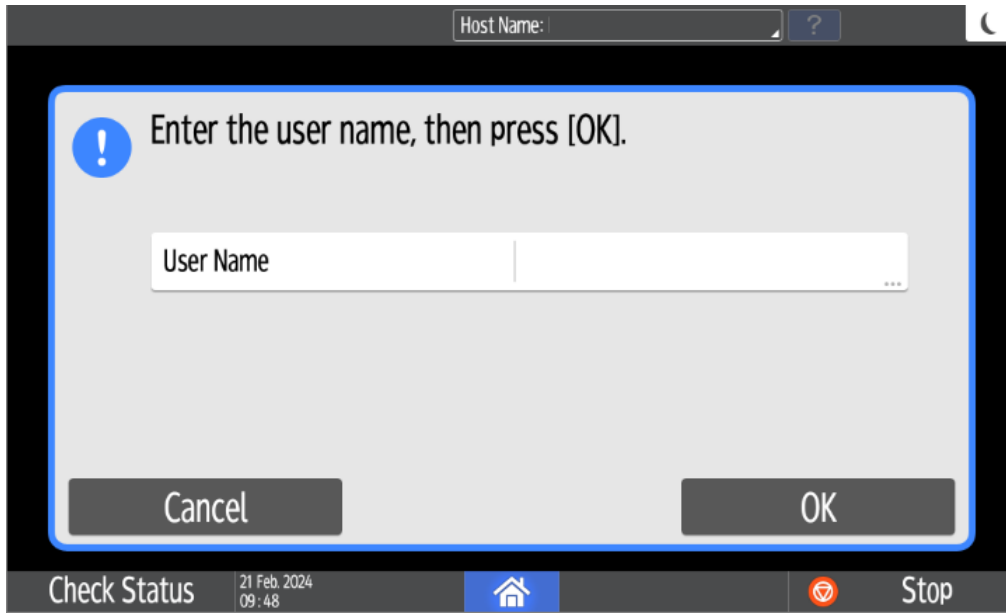 Host Name:
?
Enter the user name, then press [OK].
!
User Name
...
Cancel
OK
Check Status
21 Feb. 2024
09:48
Stop